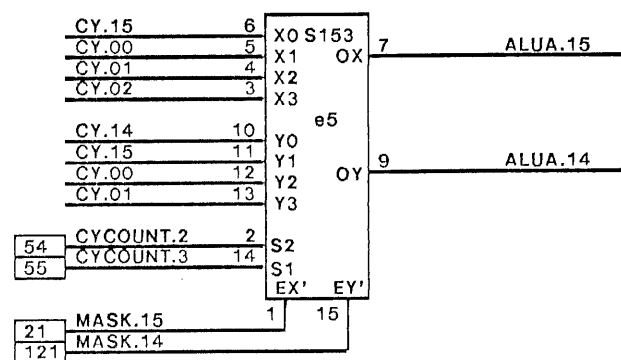 CY.15 6 X0 S153
CY.00 5 X1 OX 7 ALUA.15
CY.01 4 X2
CY.02 3 X3
e5
CY.14 10 Y0
CY.15 11 Y1 OY 9 ALUA.14
CY.00 12 Y2
CY.01 13 Y3
54 CYCOUNT.2 2 S2
55 CYCOUNT.3 14 S1
EX' EY'
1 15
21 MASK.15
121 MASK.14